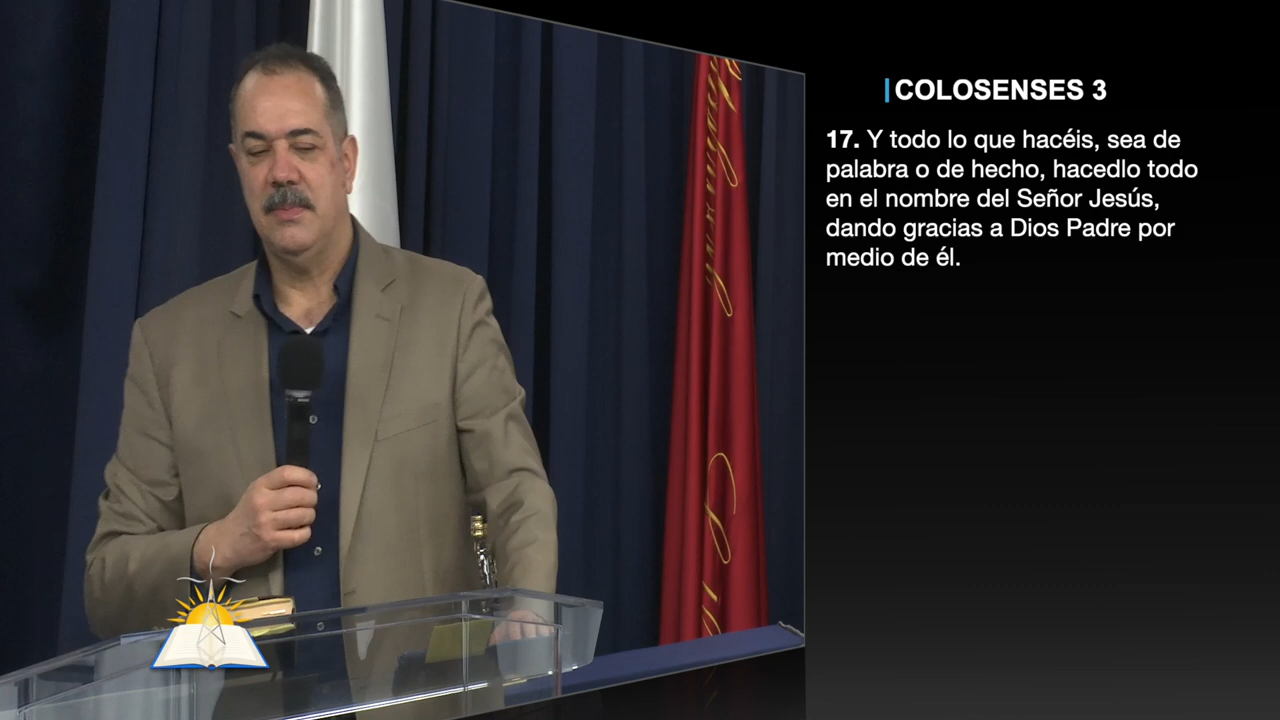 COLOSENSES 3
17. Y todo lo que hacéis, sea de
palabra o de hecho, hacedlo todo
en el nombre del Señor Jesús,
dando gracias a Dios Padre por
medio de él.